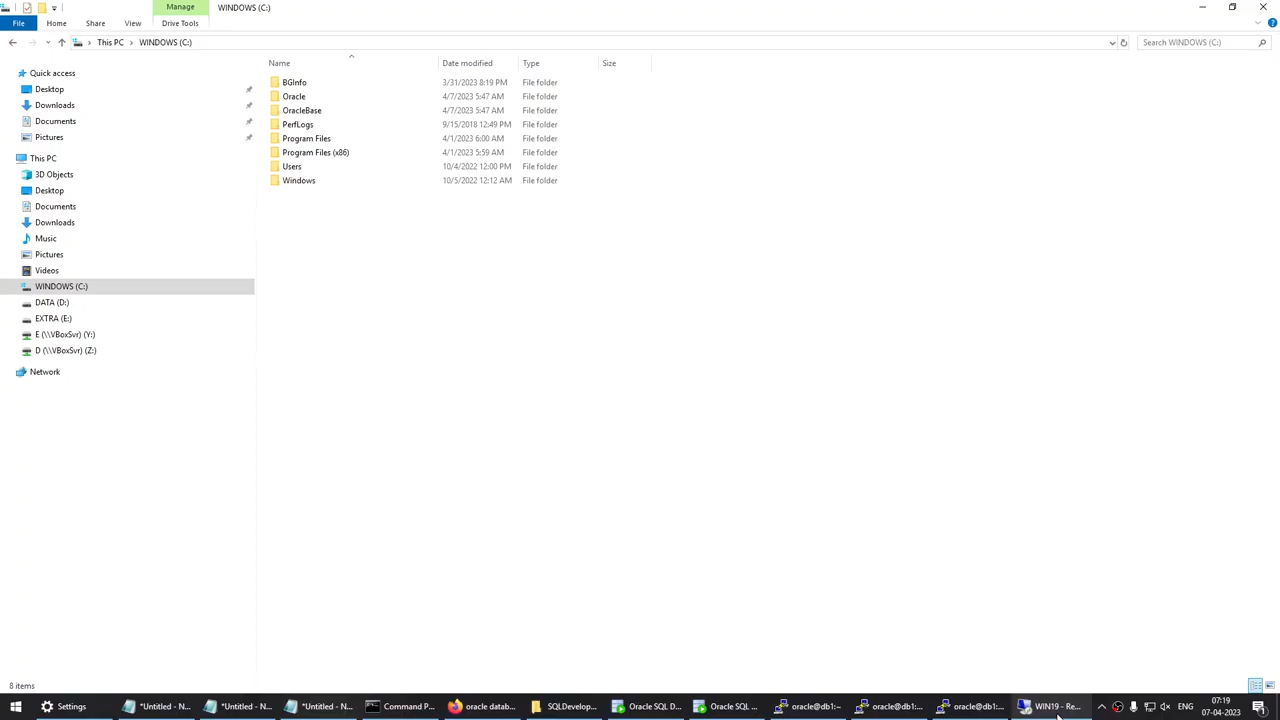 Manage
WINDOWS (C:)
File
Home
Share
View
Drive Tools
This PC
WINDOWS (C:)
Search WINDOWS (C:)
Name
Date modified
Type
Size
Quick access
Desktop
Downloads
Documents
Pictures
This PC
3D Objects
Desktop
Documents
Downloads
Music
Pictures
Videos
WINDOWS (C:)
DATA (D:)
EXTRA (E:)
E (\\VBoxSvr) (Y:)
D (\\VBoxSvr) (Z:)
Network
BGInfo 3/31/2023 8:19 PM File folder
Oracle 4/7/2023 5:47 AM File folder
OracleBase 4/7/2023 5:47 AM File folder
PerfLogs 9/15/2018 12:49 PM File folder
Program Files 4/1/2023 6:00 AM File folder
Program Files (x86) 4/1/2023 5:59 AM File folder
Users 10/4/2022 12:00 PM File folder
Windows 10/5/2022 12:12 AM File folder
8 items
Settings
*Untitled - N...
*Untitled - N...
*Untitled - N...
Command P...
oracle datab...
SQLDevelop...
Oracle SQL D...
Oracle SQL ...
oracle@db1:~
oracle@db1:...
oracle@db1:...
WIN19 - Re...
ENG
07:19
07-04-2023